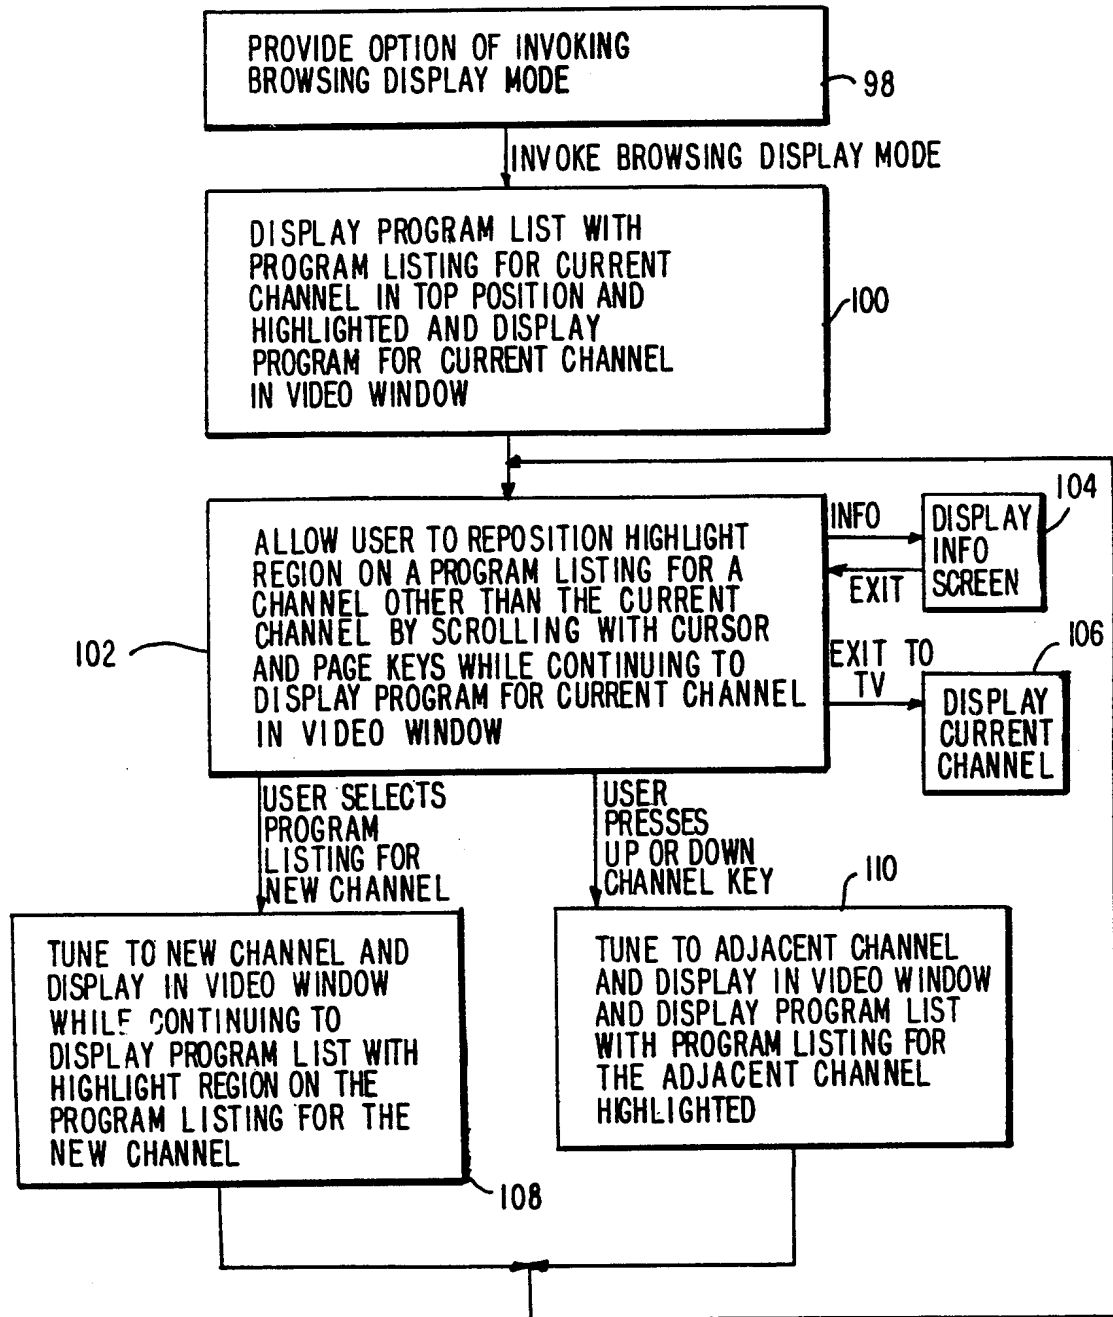 PROVIDE OPTION OF INVOKING
BROWSING DISPLAY MODE
98
INVOKE BROWSING DISPLAY MODE
DISPLAY PROGRAM LIST WITH
PROGRAM LISTING FOR CURRENT
CHANNEL IN TOP POSITION AND
HIGHLIGHTED AND DISPLAY
PROGRAM FOR CURRENT CHANNEL
IN VIDEO WINDOW
100
ALLOW USER TO REPOSITION HIGHLIGHT
REGION ON A PROGRAM LISTING FOR A
CHANNEL OTHER THAN THE CURRENT
CHANNEL BY SCROLLING WITH CURSOR
AND PAGE KEYS WHILE CONTINUING TO
DISPLAY PROGRAM FOR CURRENT CHANNEL
IN VIDEO WINDOW
102
INFO
EXIT
DISPLAY
INFO
SCREEN
104
EXIT TO
TV
DISPLAY
CURRENT
CHANNEL
106
USER SELECTS
PROGRAM
LISTING FOR
NEW CHANNEL
USER
PRESSES
UP OR DOWN
CHANNEL KEY
TUNE TO NEW CHANNEL AND
DISPLAY IN VIDEO WINDOW
WHILE CONTINUING TO
DISPLAY PROGRAM LIST WITH
HIGHLIGHT REGION ON THE
PROGRAM LISTING FOR THE
NEW CHANNEL
108
110
TUNE TO ADJACENT CHANNEL
AND DISPLAY IN VIDEO WINDOW
AND DISPLAY PROGRAM LIST
WITH PROGRAM LISTING FOR
THE ADJACENT CHANNEL
HIGHLIGHTED